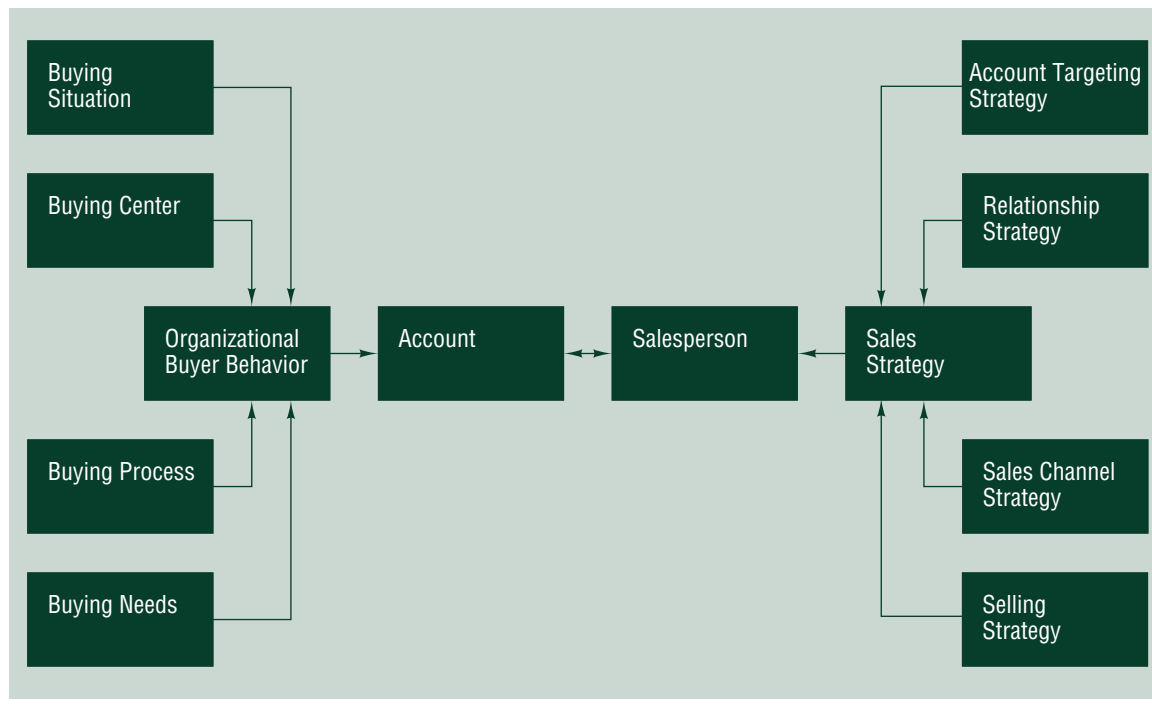 Buying
Situation
Account Targeting
Strategy
Buying Center
Relationship
Strategy
Organizational
Buyer Behavior
Account
Salesperson
Sales
Strategy
Buying Process
Sales Channel
Strategy
Buying Needs
Selling
Strategy